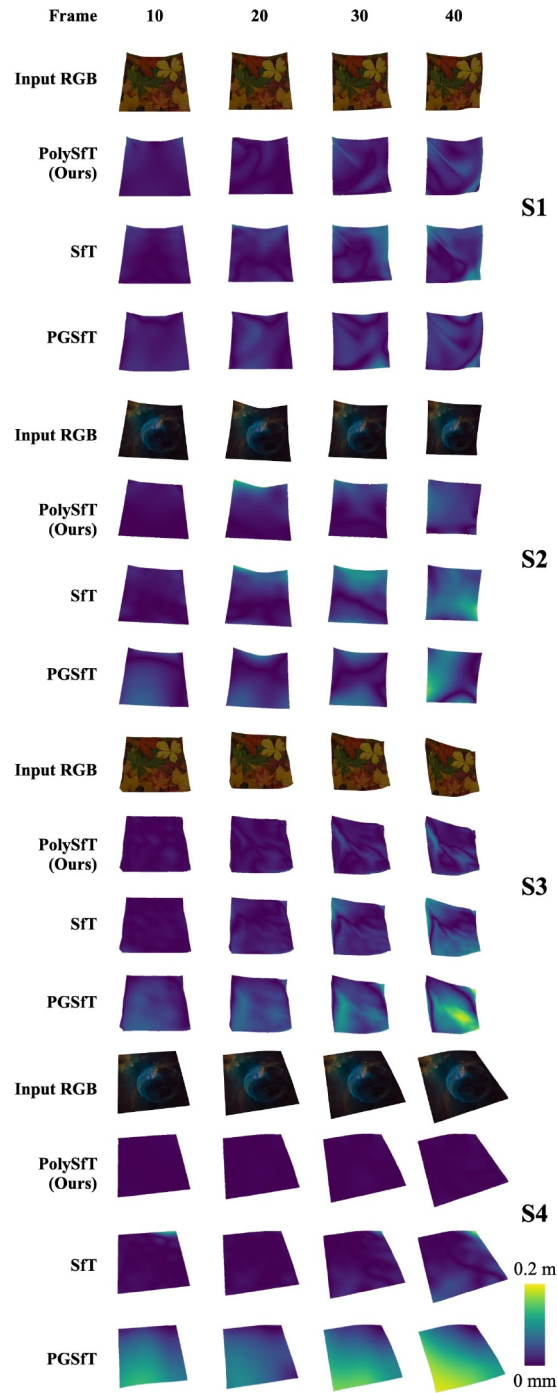 Frame 10 20 30 40
Input RGB
PolySfT
(Ours)
S1
SfT
PGSfT
Input RGB
PolySfT
(Ours)
S2
SfT
PGSfT
Input RGB
PolySfT
(Ours)
S3
SfT
PGSfT
Input RGB
PolySfT
(Ours)
S4
SfT
0.2 m
PGSfT
0 mm